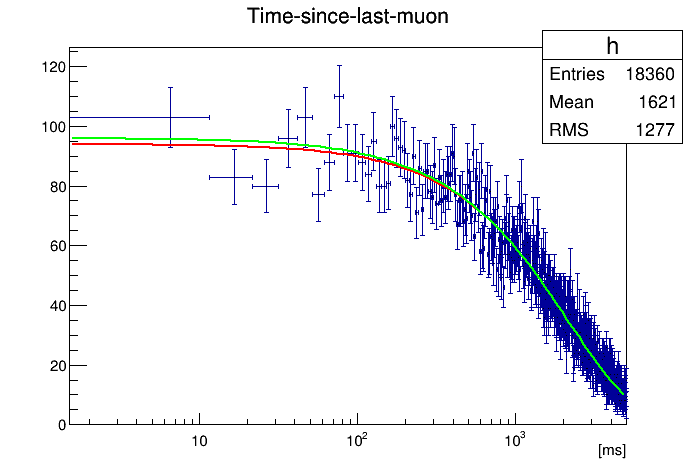 Time-since-last-muon
h
Entries 18360
Mean 1621
RMS 1277
120
100
80
60
40
20
0
10 10² 10³
[ms]